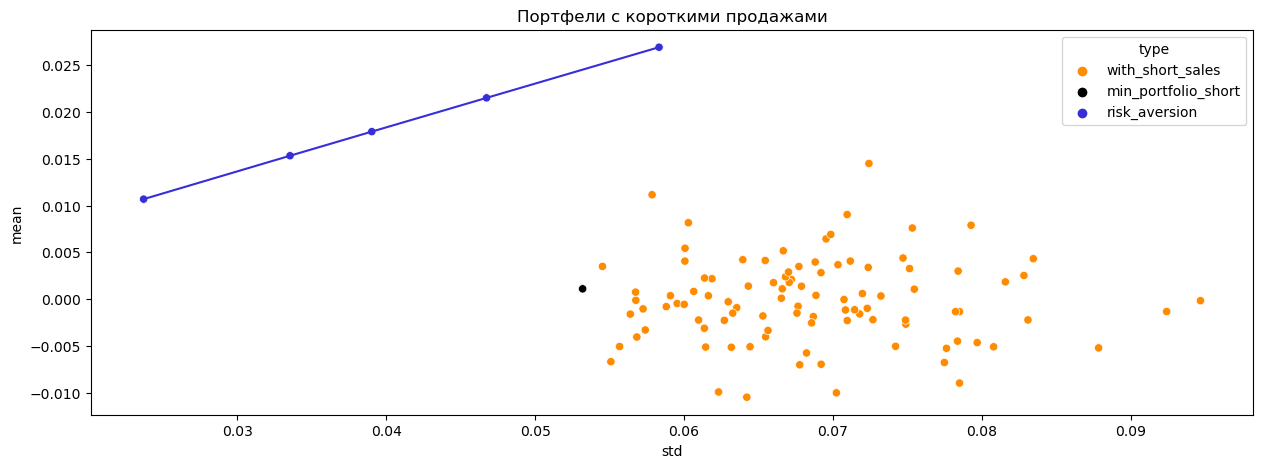 Портфели с короткими продажами
type
with_short_sales
min_portfolio_short
risk_aversion
mean
0.025
0.020
0.015
0.010
0.005
0.000
−0.005
−0.010
0.03 0.04 0.05 0.06 0.07 0.08 0.09
std